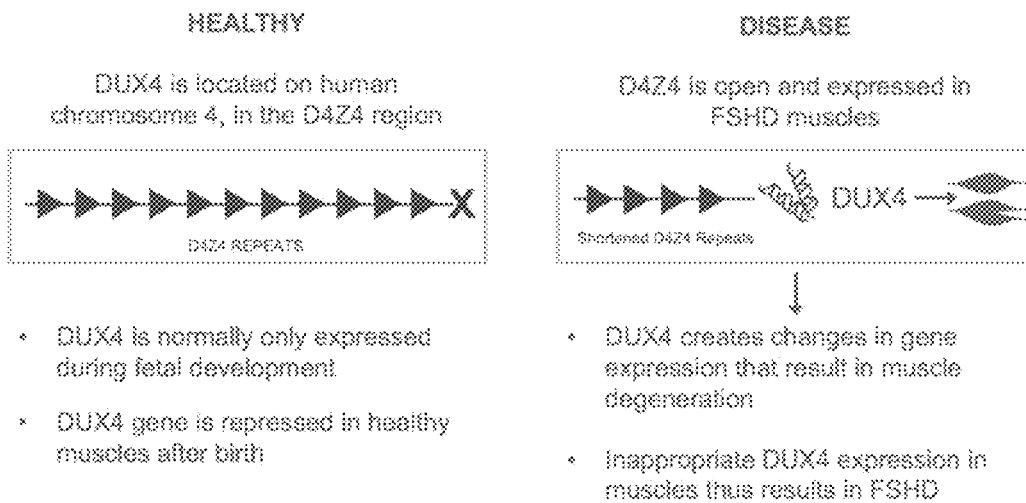 HEALTHY
DUX4 is located on human
chromosome 4, in the D4Z4 region
X
D4Z4 REPEATS
• DUX4 is normally only expressed
during fetal development
• DUX4 gene is repressed in healthy
muscles after birth
DISEASE
D4Z4 is open and expressed in
FSHD muscles
DUX4
Shortened D4Z4 Repeats
• DUX4 creates changes in gene
expression that result in muscle
degeneration
• Inappropriate DUX4 expression in
muscles thus results in FSHD